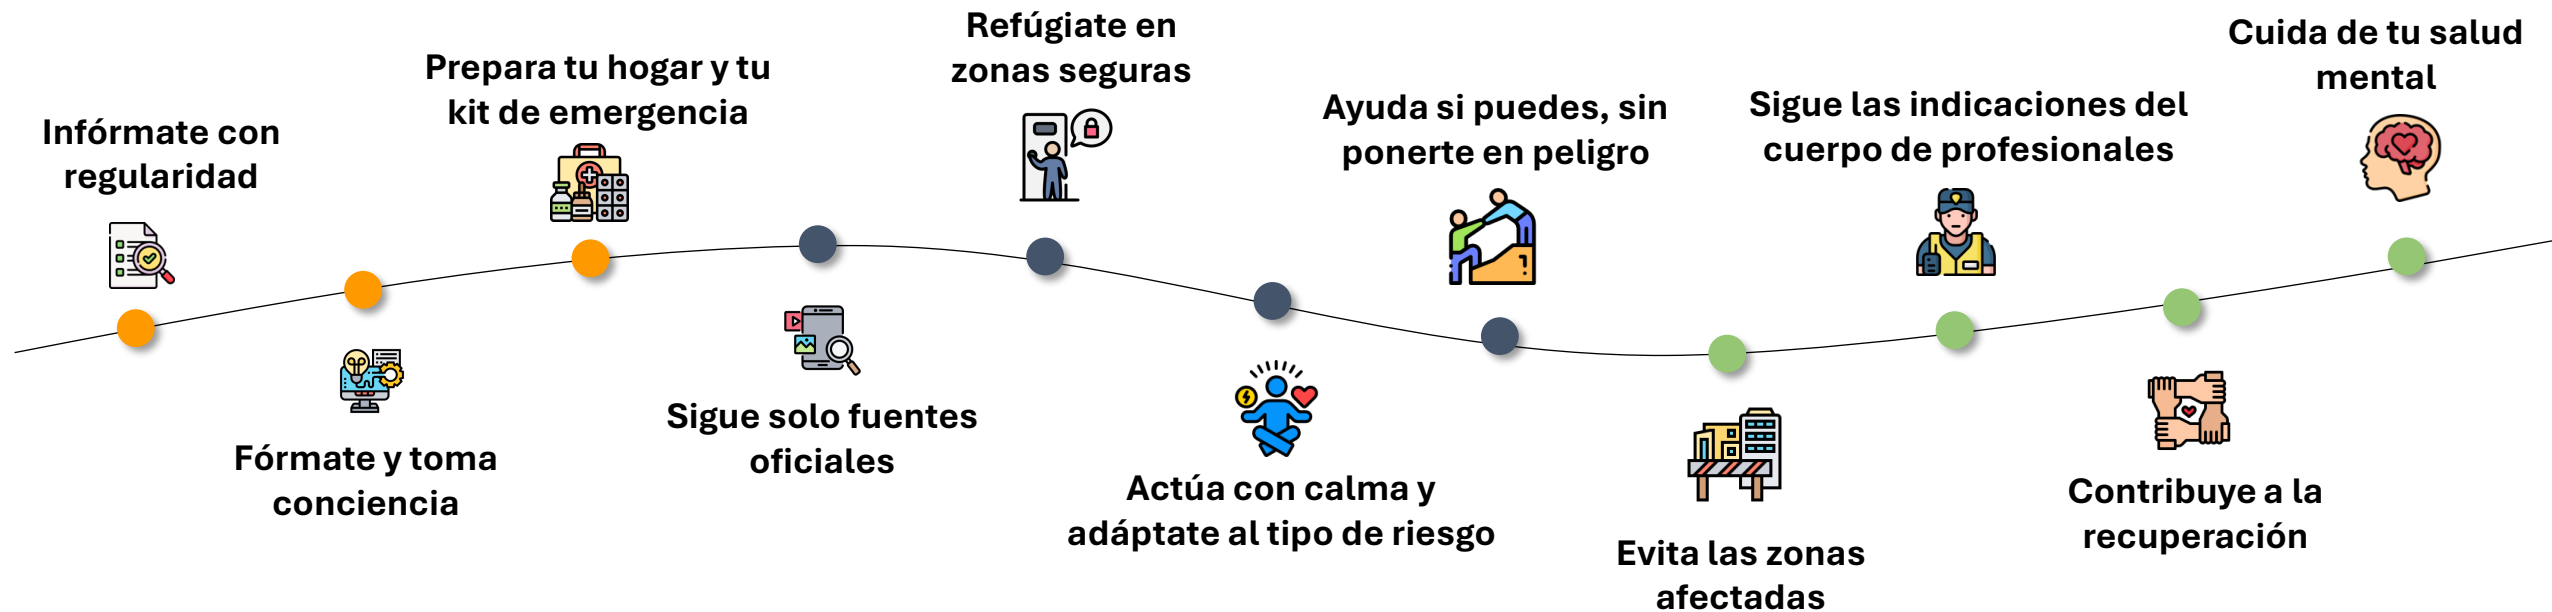 Infórmate con
regularidad
Fórmate y toma
conciencia
Prepara tu hogar y tu
kit de emergencia
Sigue solo fuentes
oficiales
Refúgiate en
zonas seguras
Actúa con calma y
adáptate al tipo de riesgo
Ayuda si puedes, sin
ponerte en peligro
Evita las zonas
afectadas
Sigue las indicaciones del
cuerpo de profesionales
Contribuye a la
recuperación
Cuida de tu salud
mental